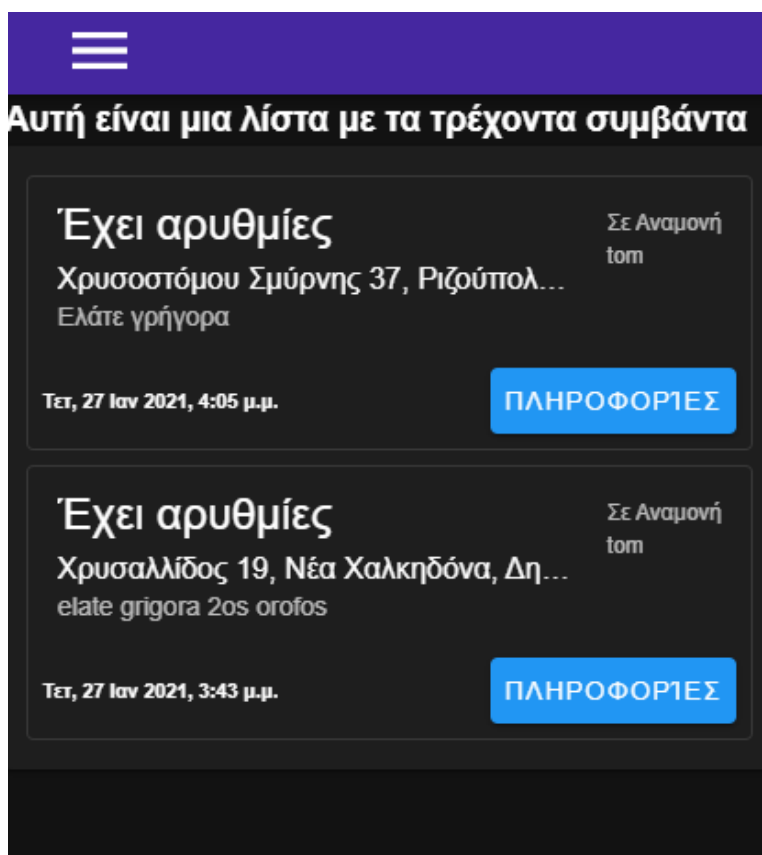 Αυτή είναι μια λίστα με τα τρέχοντα συμβάντα
Έχει αρυθμίες
Σε Αναμονή
tom
Χρυσοστόμου Σμύρνης 37, Ριζούπολ...
Ελάτε γρήγορα
Τετ, 27 Ιαν 2021, 4:05 μ.μ.
ΠΛΗΡΟΦΟΡΊΕΣ
Έχει αρυθμίες
Σε Αναμονή
tom
Χρυσαλλίδος 19, Νέα Χαλκηδόνα, Δη...
elate grigora 2os orofos
Τετ, 27 Ιαν 2021, 3:43 μ.μ.
ΠΛΗΡΟΦΟΡΊΕΣ